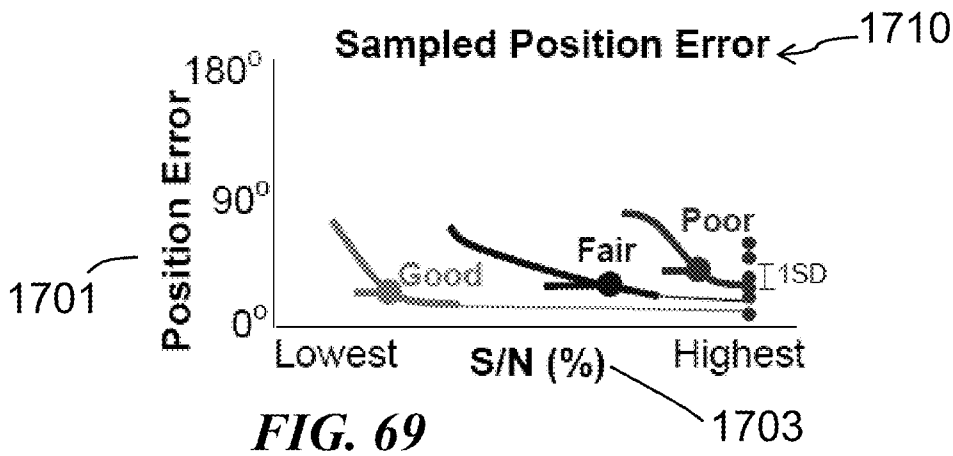 Sampled Position Error
1710
180°
Position Error
90°
Poor
Fair
Good
1SD
1701
0°
Lowest
S/N (%)
Highest
1703
FIG. 69